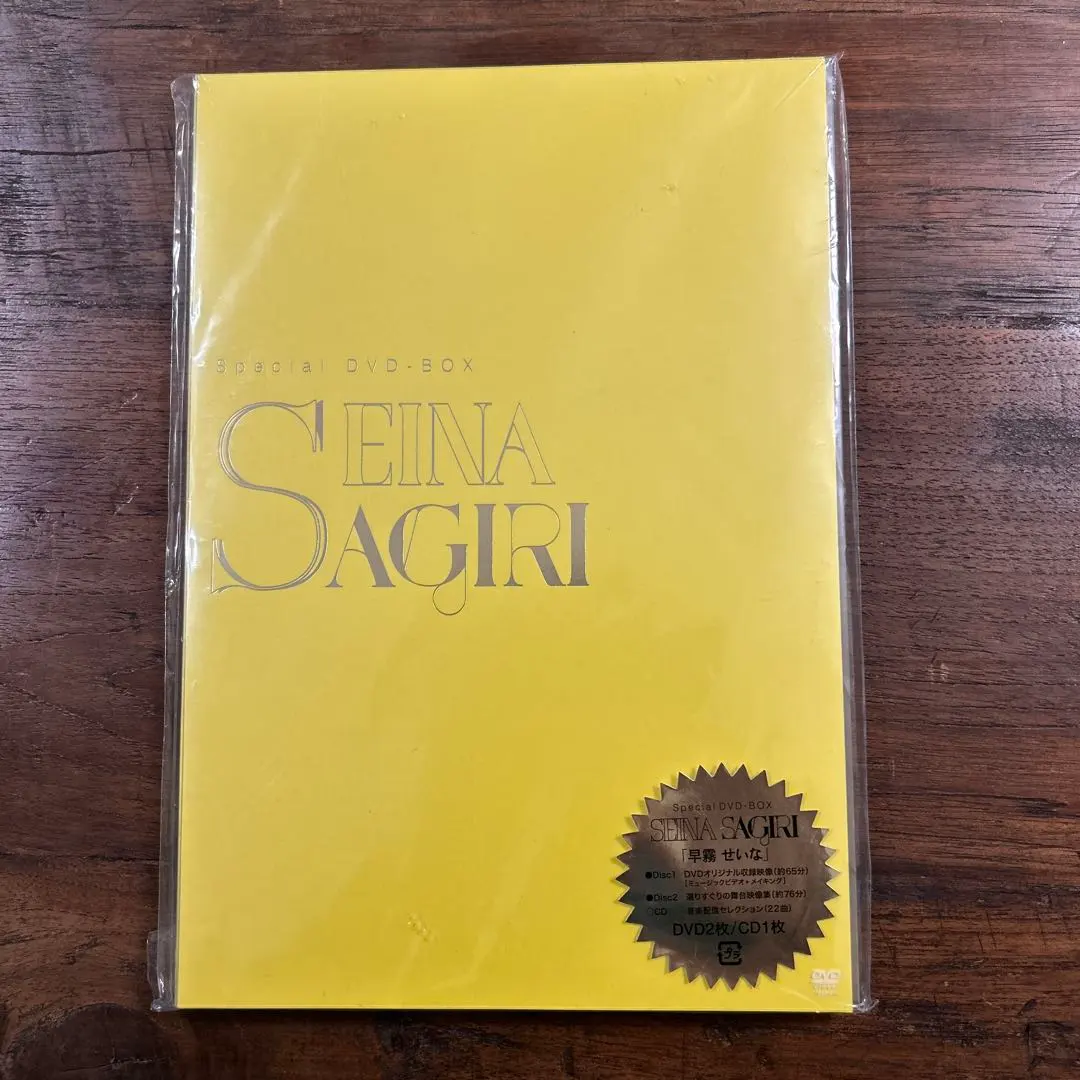 Special DVD-BOX
SEINA
SAGIRI
Special DVD-BOX
SEINA SAGIRI
「早霧 せいな」
●Disc1 DVDオリジナル収録映像(約65分)
[ミュージックビデオ+メイキング]
●Disc2 選りすぐりの舞台映像集(約76分)
○CD 音楽配信セレクション(22曲)
DVD2枚/CD1枚
プラ